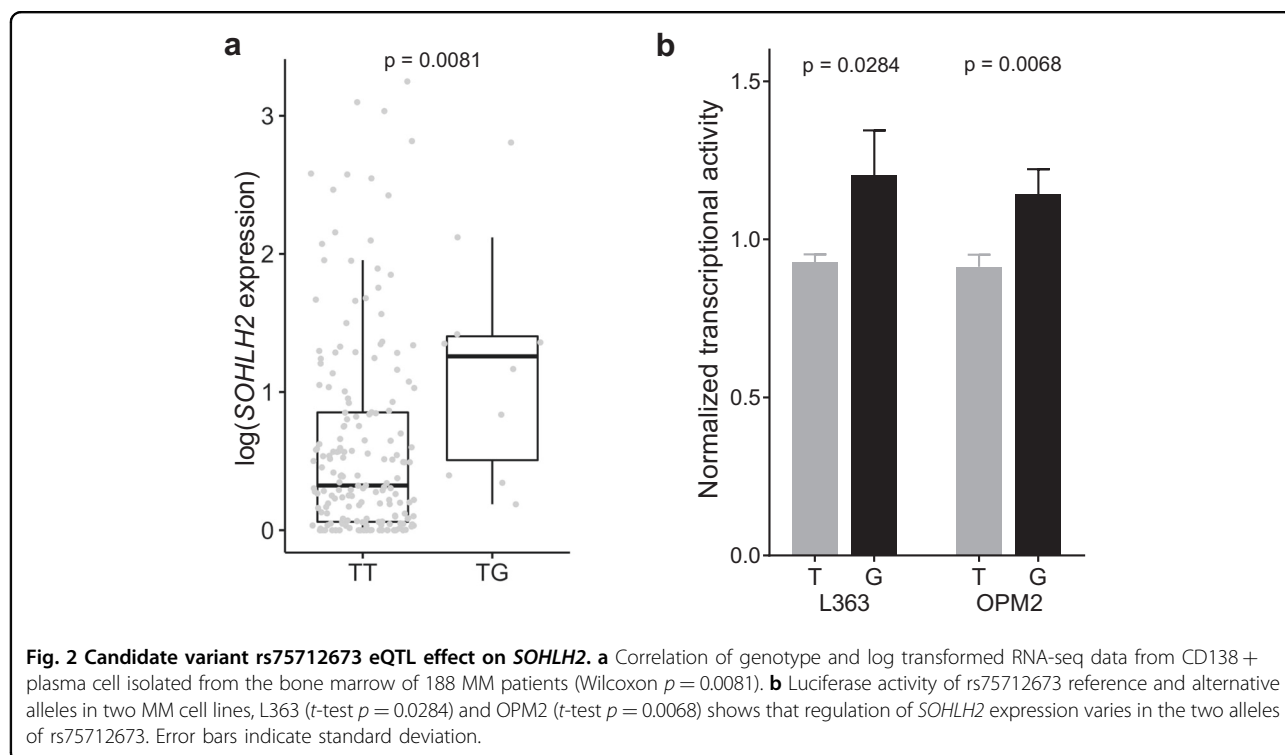 a
p = 0.0081
log(SOHLH2 expression)
3
2
1
0
TT
TG
b
p = 0.0284
p = 0.0068
Normalized transcriptional activity
1.5
1.0
0.5
0.0
T
G
T
G
L363
OPM2
Fig. 2 Candidate variant rs75712673 eQTL effect on SOHLH2. a Correlation of genotype and log transformed RNA-seq data from CD138 +
plasma cell isolated from the bone marrow of 188 MM patients (Wilcoxon p = 0.0081). b Luciferase activity of rs75712673 reference and alternative
alleles in two MM cell lines, L363 (t-test p = 0.0284) and OPM2 (t-test p = 0.0068) shows that regulation of SOHLH2 expression varies in the two alleles
of rs75712673. Error bars indicate standard deviation.